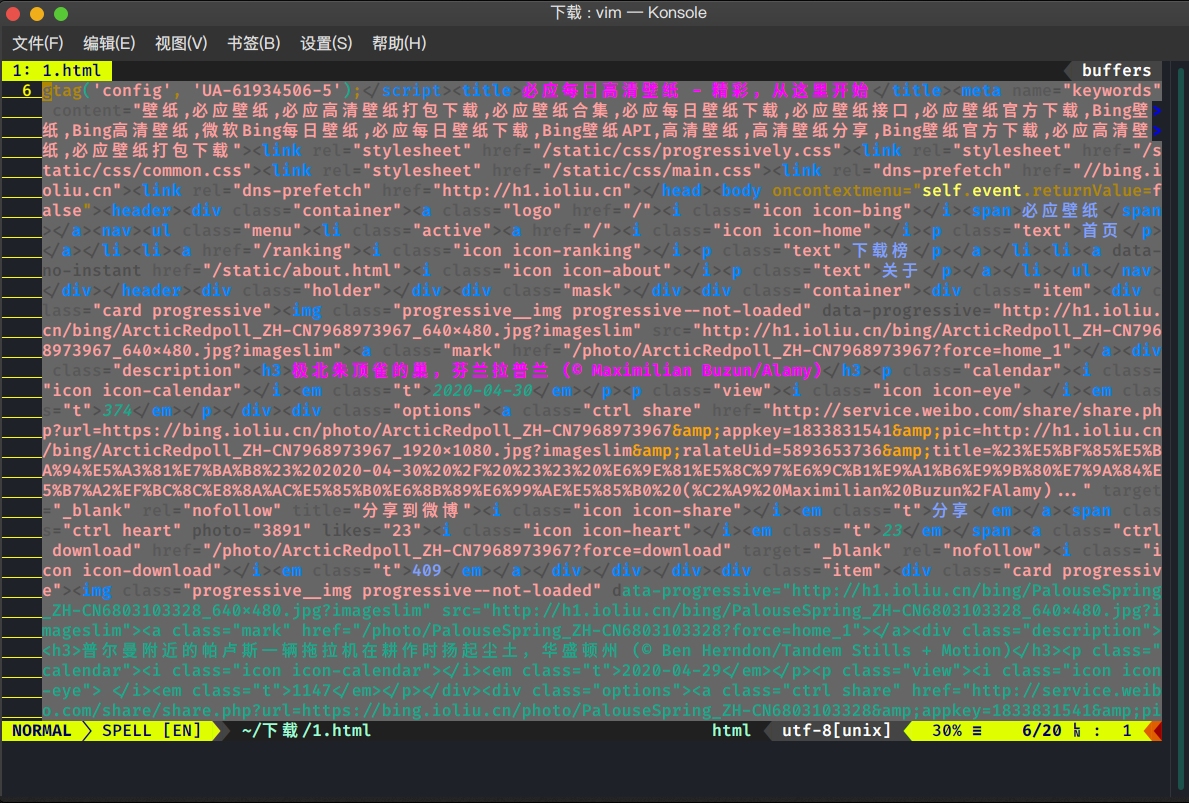 下载 : vim — Konsole
文件(F) 编辑(E) 视图(V) 书签(B) 设置(S) 帮助(H)
1: 1.html buffers
6 gtag('config', 'UA-61934506-5');</script><title>必应每日高清壁纸 - 精彩，从这里开始</title><meta name="keywords"
content="壁纸,必应壁纸,必应高清壁纸打包下载,必应壁纸合集,必应每日壁纸下载,必应壁纸接口,必应壁纸官方下载,Bing壁
纸,Bing高清壁纸,微软Bing每日壁纸,必应每日壁纸下载,Bing壁纸API,高清壁纸,高清壁纸分享,Bing壁纸官方下载,必应高清壁
纸,必应壁纸打包下载"><link rel="stylesheet" href="/static/css/progressively.css"><link rel="stylesheet" href="/s
tatic/css/common.css"><link rel="stylesheet" href="/static/css/main.css"><link rel="dns-prefetch" href="//bing.i
oliu.cn"><link rel="dns-prefetch" href="http://h1.ioliu.cn"></head><body oncontextmenu="self.event.returnValue=f
alse"><header><div class="container"><a class="logo" href="/"><i class="icon icon-bing"></i><span>必应壁纸</span
></a><nav><ul class="menu"><li class="active"><a href="/"><i class="icon icon-home"></i><p class="text">首页</p>
</a></li><li><a href="/ranking"><i class="icon icon-ranking"></i><p class="text">下载榜</p></a></li><li><a data-
no-instant href="/static/about.html"><i class="icon icon-about"></i><p class="text">关于</p></a></li></ul></nav>
</div></header><div class="holder"></div><div class="mask"></div><div class="container"><div class="item"><div c
lass="card progressive"><img class="progressive__img progressive--not-loaded" data-progressive="http://h1.ioliu.
cn/bing/ArcticRedpoll_ZH-CN7968973967_640×480.jpg?imageslim" src="http://h1.ioliu.cn/bing/ArcticRedpoll_ZH-CN796
8973967_640×480.jpg?imageslim"><a class="mark" href="/photo/ArcticRedpoll_ZH-CN7968973967?force=home_1"></a><div
class="description"><h3>极北朱顶雀的巢，芬兰拉普兰 (© Maximilian Buzun/Alamy)</h3><p class="calendar"><i class=
"icon icon-calendar"></i><em class="t">2020-04-30</em></p><p class="view"><i class="icon icon-eye"> </i><em clas
s="t">374</em></p></div><div class="options"><a class="ctrl share" href="http://service.weibo.com/share/share.ph
p?url=https://bing.ioliu.cn/photo/ArcticRedpoll_ZH-CN7968973967&amp;appkey=1833831541&amp;pic=http://h1.ioliu.cn
/bing/ArcticRedpoll_ZH-CN7968973967_1920×1080.jpg?imageslim&amp;ralateUid=5893653736&amp;title=%23%E5%BF%85%E5%B
A%94%E5%A3%81%E7%BA%B8%23%202020-04-30%20%2F%20%23%23%20%E6%9E%81%E5%8C%97%E6%9C%B1%E9%A1%B6%E9%9B%80%E7%9A%84%E
5%B7%A2%EF%BC%8C%E8%8A%AC%E5%85%B0%E6%8B%89%E6%99%AE%E5%85%B0%20(%C2%A9%20Maximilian%20Buzun%2FAlamy)..." target
="_blank" rel="nofollow" title="分享到微博"><i class="icon icon-share"></i><em class="t">分享</em></a><span clas
s="ctrl heart" photo="3891" likes="23"><i class="icon icon-heart"></i><em class="t">23</em></span><a class="ctrl
download" href="/photo/ArcticRedpoll_ZH-CN7968973967?force=download" target="_blank" rel="nofollow"><i class="i
con icon-download"></i><em class="t">409</em></a></div></div></div><div class="item"><div class="card progressiv
e"><img class="progressive__img progressive--not-loaded" data-progressive="http://h1.ioliu.cn/bing/PalouseSpring
_ZH-CN6803103328_640×480.jpg?imageslim" src="http://h1.ioliu.cn/bing/PalouseSpring_ZH-CN6803103328_640×480.jpg?i
mageslim"><a class="mark" href="/photo/PalouseSpring_ZH-CN6803103328?force=home_1"></a><div class="description">
<h3>普尔曼附近的帕卢斯一辆拖拉机在耕作时扬起尘土，华盛顿州 (© Ben Herndon/Tandem Stills + Motion)</h3><p class="
calendar"><i class="icon icon-calendar"></i><em class="t">2020-04-29</em></p><p class="view"><i class="icon icon
-eye"> </i><em class="t">1147</em></p></div><div class="options"><a class="ctrl share" href="http://service.weib
o.com/share/share.php?url=https://bing.ioliu.cn/photo/PalouseSpring_ZH-CN6803103328&amp;appkey=1833831541&amp;pi
NORMAL SPELL [EN] ~/下载/1.html html utf-8[unix] 30% ≡ 6/20 ㏑ : 1